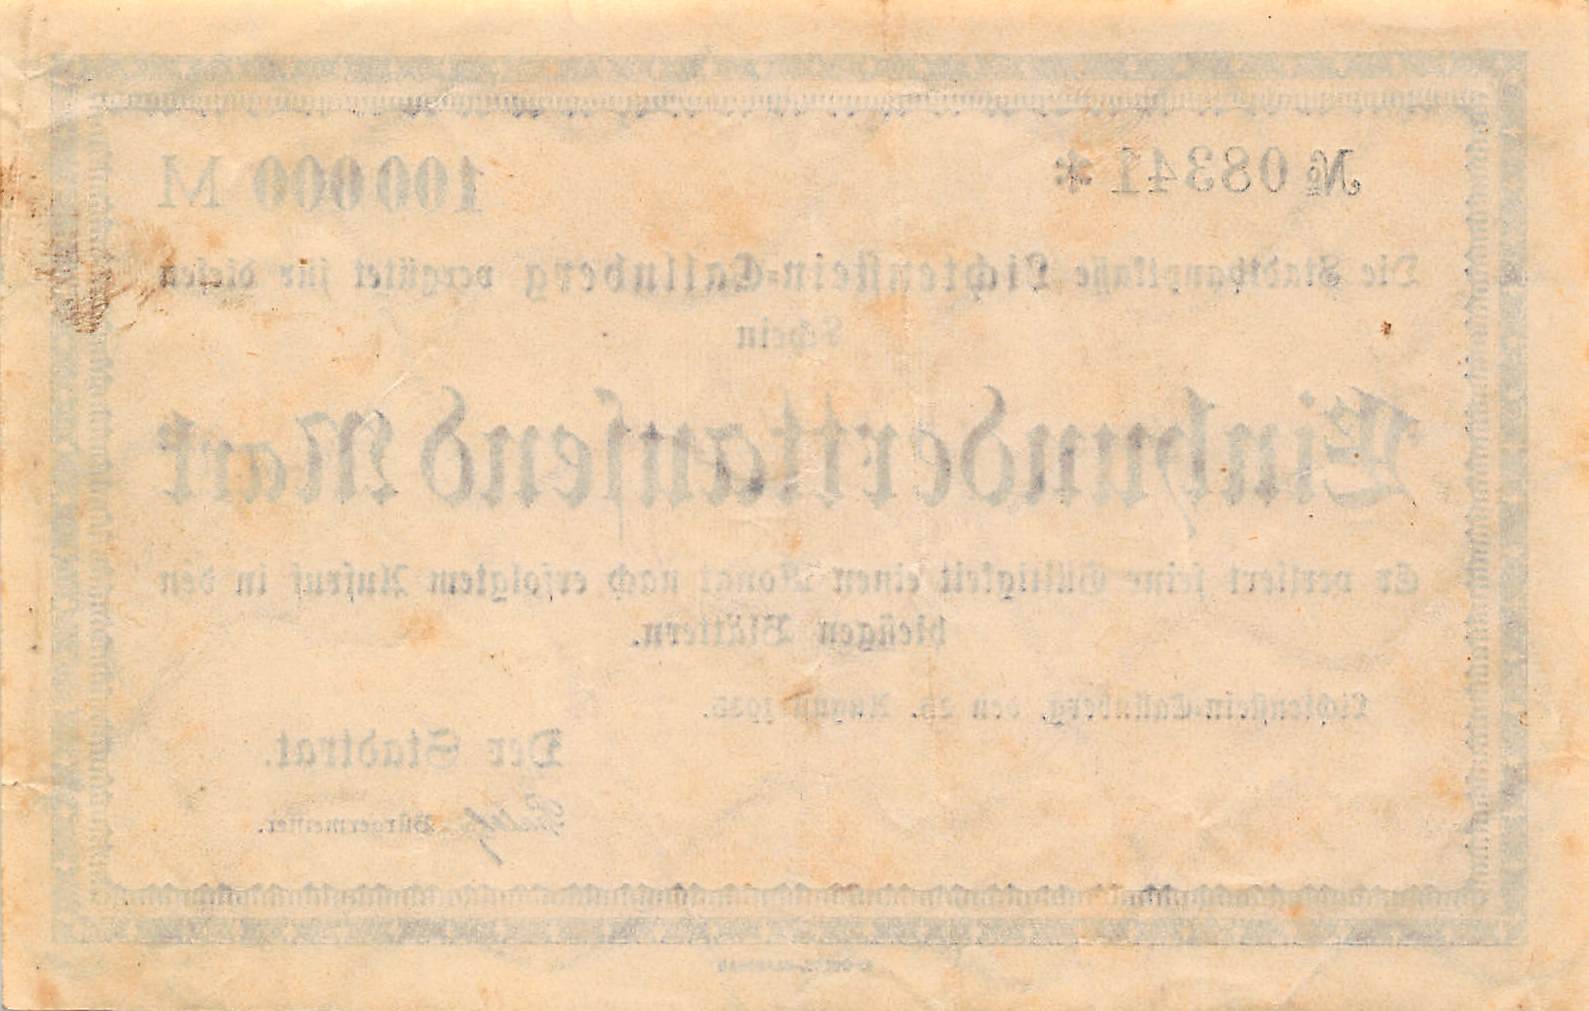 № 08341 * 100000 M
Die Stadthauptkasse Lichtenstein-Callnberg vergütet für diesen
Schein
Einhunderttausend Mark
Er verliert seine Gültigkeit einen Monat nach erfolgtem Aufruf in den
hiesigen Blättern.
Lichtenstein-Callnberg, den 25. August
Der Stadtrat.
Bürgermeister.